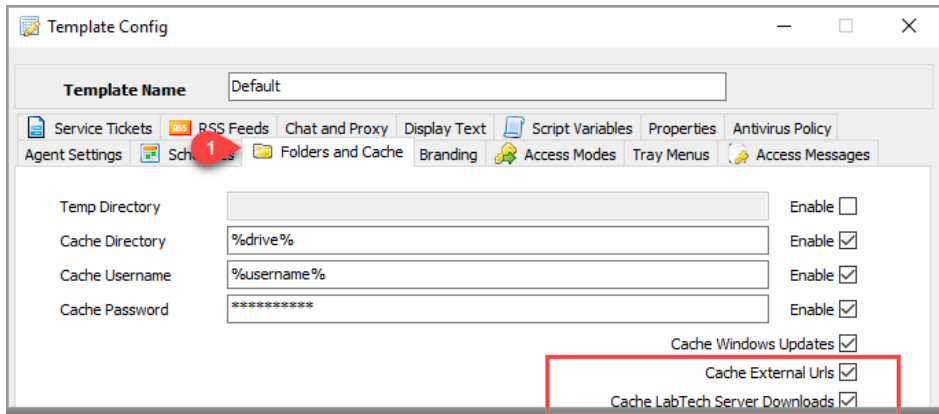 Template Config
Template Name Default
Service Tickets RSS RSS Feeds Chat and Proxy Display Text Script Variables Properties Antivirus Policy
Agent Settings 1 Folders and Cache Branding Access Modes Tray Menus Access Messages
Temp Directory Enable
Cache Directory %drive% Enable
Cache Username %username% Enable
Cache Password ********** Enable
Cache Windows Updates
Cache External Urls
Cache LabTech Server Downloads